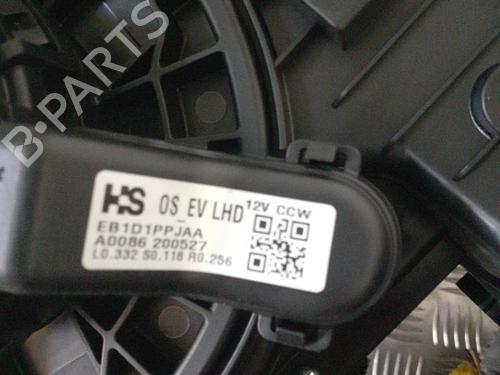 B-PARTS
HS OS_EV LHD 12V CCW
EB1D1PPJAA
A0086 200527
L0.332 S0.118 R0.256